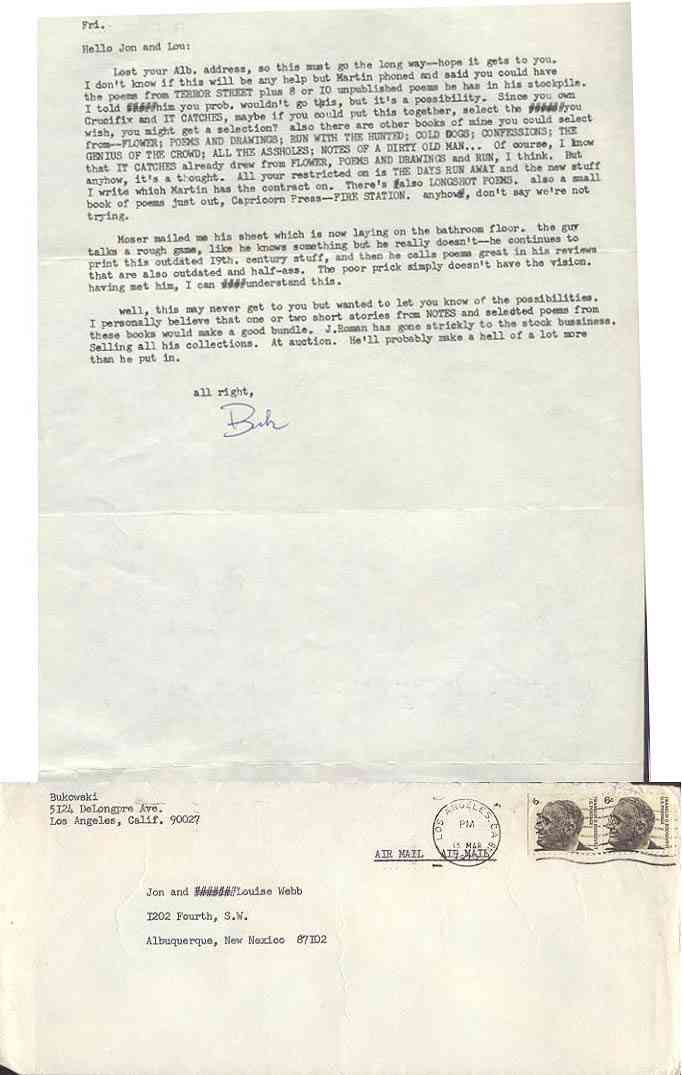 Fri.
Hello Jon and Lou:
Lost your Alb. address, so this must go the long way--hope it gets to you.
I don't know if this will be any help but Martin phoned and said you could have
the poems from TERROR STREET plus 8 or IO unpublished poems he has in his stockpile.
I told him you prob. wouldn't go this, but it's a possibility. Since you own
Crucifix and IT CATCHES, maybe if you could put this together, select the you
wish, you might get a selection? also there are other books of mine you could select
from--FLOWER; POEMS AND DRAWINGS; RUN WITH THE HUNTED; COLD DOGS; CONFESSIONS; THE
GENIUS OF THE CROWD; ALL THE ASSHOLES; NOTES OF A DIRTY OLD MAN... Of course, I know
that IT CATCHES already drew from FLOWER, POEMS AND DRAWINGS and RUN, I think. But
anyhow, it's a thought. All your restricted on is THE DAYS RUN AWAY and the new stuff
I write which Martin has the contract on. There's also LONGSHOT POEMS. also a small
book of poems just out, Capricorn Press--FIRE STATION. anyhow, don't say we're not
trying.
Moser mailed me his sheet which is now laying on the bathroom floor. the guy
talks a rough game, like he knows something but he really doesn't--he continues to
print this outdated 19th. century stuff, and then he calls poems great in his reviews
that are also outdated and half-ass. The poor prick simply doesn't have the vision.
having met him, I can understand this.
well, this may never get to you but wanted to let you know of the possibilities.
I personally believe that one or two short stories from NOTES and selected poems from
these books would make a good bundle. J.Roman has gone strickly to the stock bussiness.
Selling all his collections. At auction. He'll probably make a hell of a lot more
than he put in.
all right,
Buk
Bukowski
5I24 DeLongpre Ave.
Los Angeles, Calif. 90027
LOS ANGELES, CA
PM
15 MAR
AIR MAIL AIR MAIL
6c
6c
Jon and Louise Webb
I202 Fourth, S.W.
Albuquerque, New Nexico 87I02